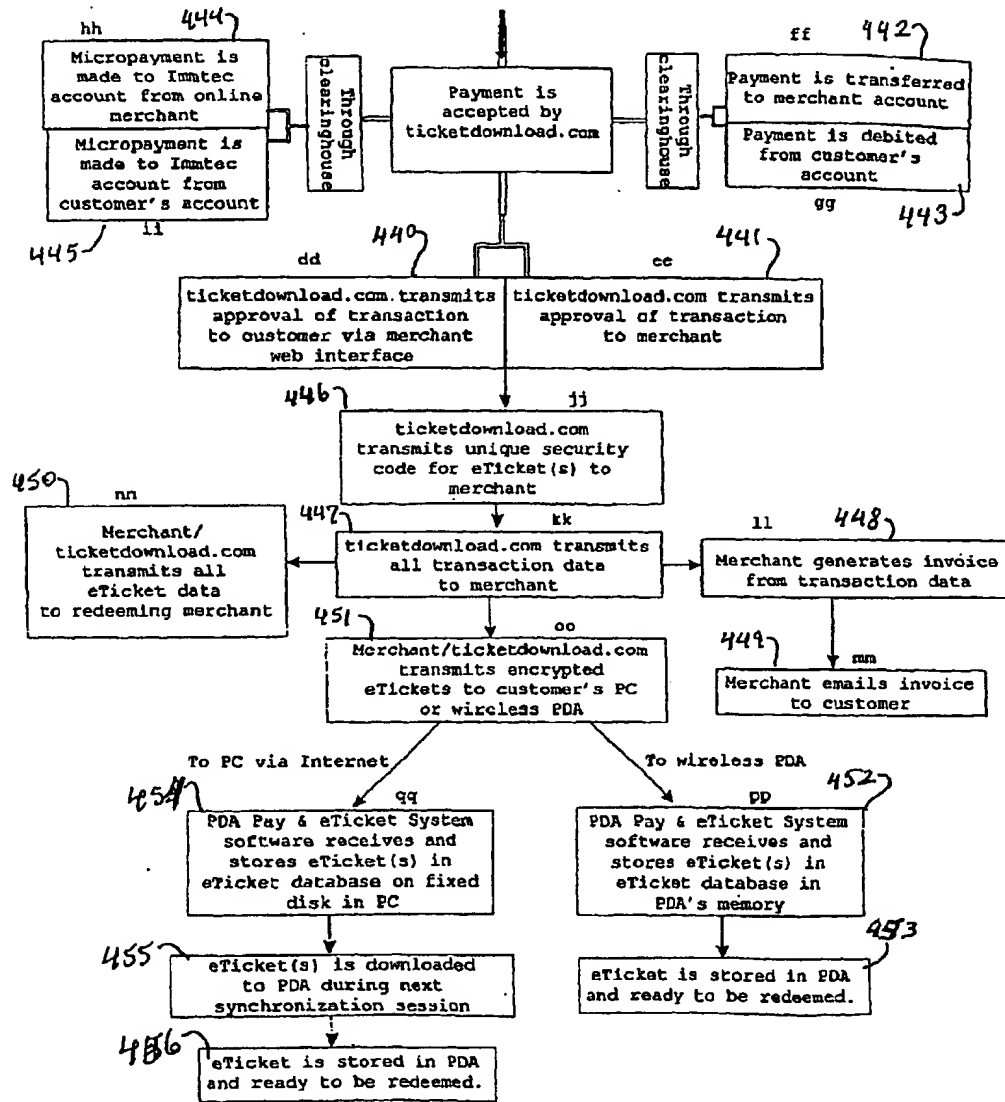 hh
444
Micropayment is
made to Immtec
account from online
merchant
Micropayment is
made to Immtec
account from
customer's account
ii
445
Through
clearinghouse
Payment is
accepted by
ticketdownload.com
Through
clearinghouse
ff
442
Payment is transferred
to merchant account
Payment is debited
from customer's
account
gg
443
dd
440
ticketdownload.com transmits
approval of transaction
to customer via merchant
web interface
ee
441
ticketdownload.com transmits
approval of transaction
to merchant
446
jj
ticketdownload.com
transmits unique security
code for eTicket(s) to
merchant
450
nn
Merchant/
ticketdownload.com
transmits all
eTicket data
to redeeming merchant
447
kk
ticketdownload.com transmits
all transaction data
to merchant
ll
448
Merchant generates invoice
from transaction data
449
mm
Merchant emails invoice
to customer
451
oo
Merchant/ticketdownload.com
transmits encrypted
eTickets to customer's PC
or wireless PDA
To PC via Internet
To wireless PDA
454
qq
PDA Pay & eTicket System
software receives and
stores eTicket(s) in
eTicket database on fixed
disk in PC
452
pp
PDA Pay & eTicket System
software receives and
stores eTicket(s) in
eTicket database in
PDA's memory
455
eTicket(s) is downloaded
to PDA during next
synchronization session
453
eTicket is stored in PDA
and ready to be redeemed.
456
eTicket is stored in PDA
and ready to be redeemed.